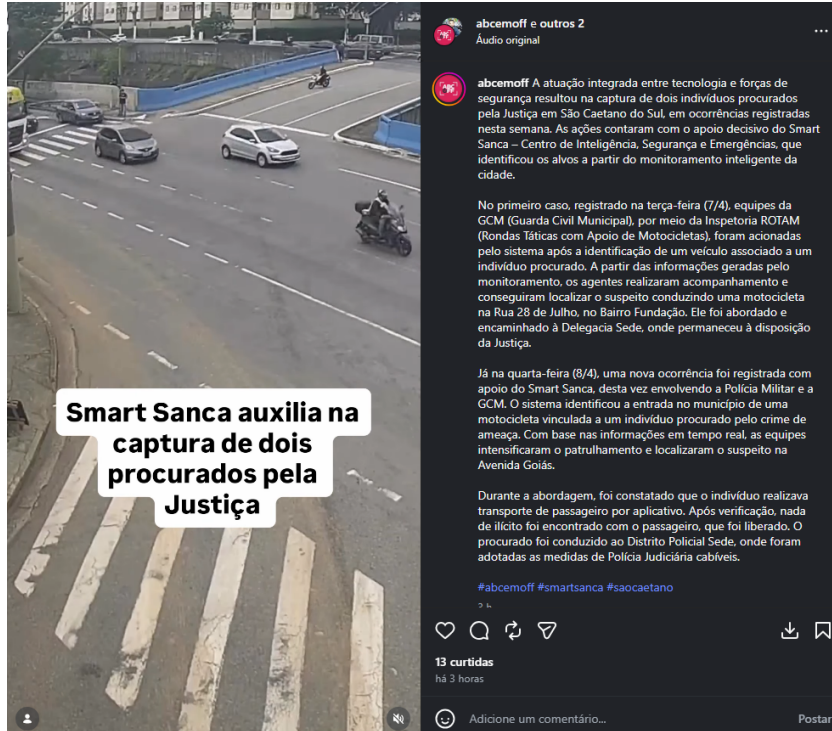 abcemoff e outros 2
Áudio original
abcemoff A atuação integrada entre tecnologia e forças de
segurança resultou na captura de dois indivíduos procurados
pela Justiça em São Caetano do Sul, em ocorrências registradas
nesta semana. As ações contaram com o apoio decisivo do Smart
Sanca – Centro de Inteligência, Segurança e Emergências, que
identificou os alvos a partir do monitoramento inteligente da
cidade.
No primeiro caso, registrado na terça-feira (7/4), equipes da
GCM (Guarda Civil Municipal), por meio da Inspetoria ROTAM
(Rondas Táticas com Apoio de Motocicletas), foram acionadas
pelo sistema após a identificação de um veículo associado a um
indivíduo procurado. A partir das informações geradas pelo
monitoramento, os agentes realizaram acompanhamento e
conseguiram localizar o suspeito conduzindo uma motocicleta
na Rua 28 de Julho, no Bairro Fundação. Ele foi abordado e
encaminhado à Delegacia Sede, onde permaneceu à disposição
da Justiça.
Já na quarta-feira (8/4), uma nova ocorrência foi registrada com
apoio do Smart Sanca, desta vez envolvendo a Polícia Militar e a
GCM. O sistema identificou a entrada no município de uma
motocicleta vinculada a um indivíduo procurado pelo crime de
ameaça. Com base nas informações em tempo real, as equipes
intensificaram o patrulhamento e localizaram o suspeito na
Avenida Goiás.
Durante a abordagem, foi constatado que o indivíduo realizava
transporte de passageiro por aplicativo. Após verificação, nada
de ilícito foi encontrado com o passageiro, que foi liberado. O
procurado foi conduzido ao Distrito Policial Sede, onde foram
adotadas as medidas de Polícia Judiciária cabíveis.
#abcemoff #smartsanca #saocaetano
Smart Sanca auxilia na
captura de dois
procurados pela
Justiça
13 curtidas
há 3 horas
Adicione um comentário...
Postar